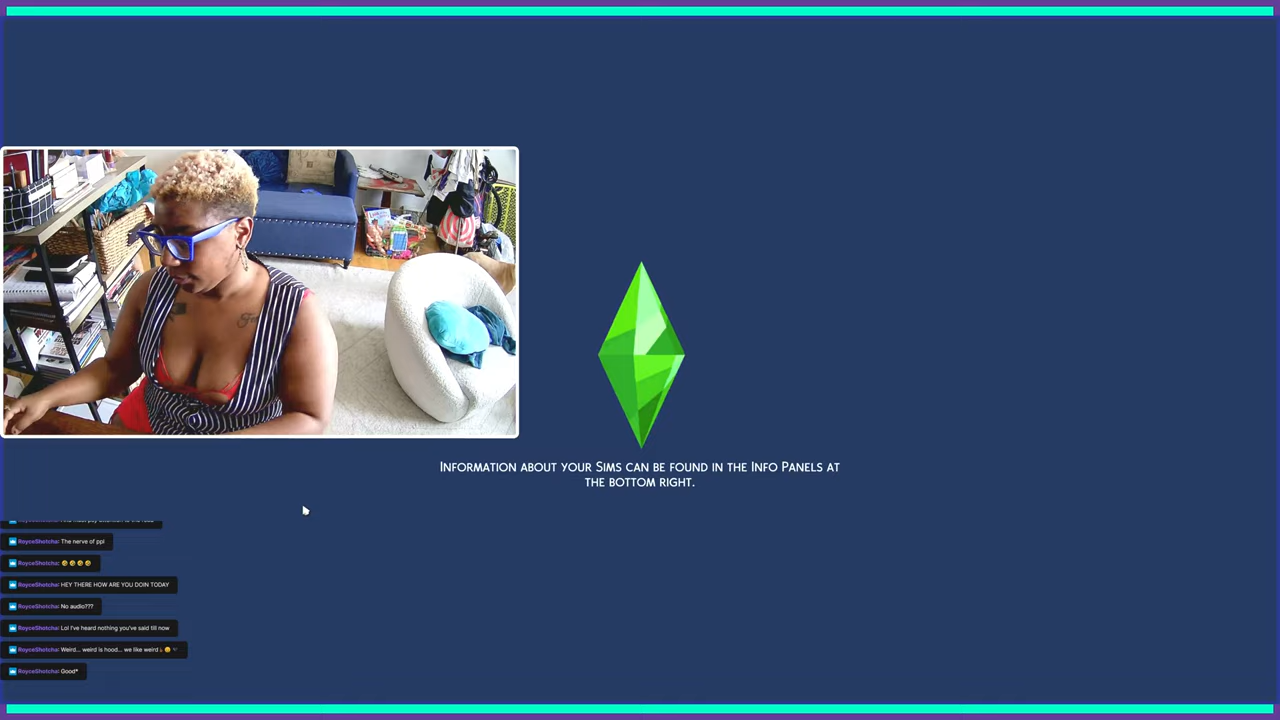 Information about your Sims can be found in the Info Panels at
the bottom right.
RoyceShotcha: The nerve of ppl
RoyceShotcha: 🤣🤣🤣🤣
RoyceShotcha: HEY THERE HOW ARE YOU DOIN TODAY
RoyceShotcha: No audio???
RoyceShotcha: Lol I've heard nothing you've said till now
RoyceShotcha: Weird... weird is hood... we like weird
RoyceShotcha: Good*